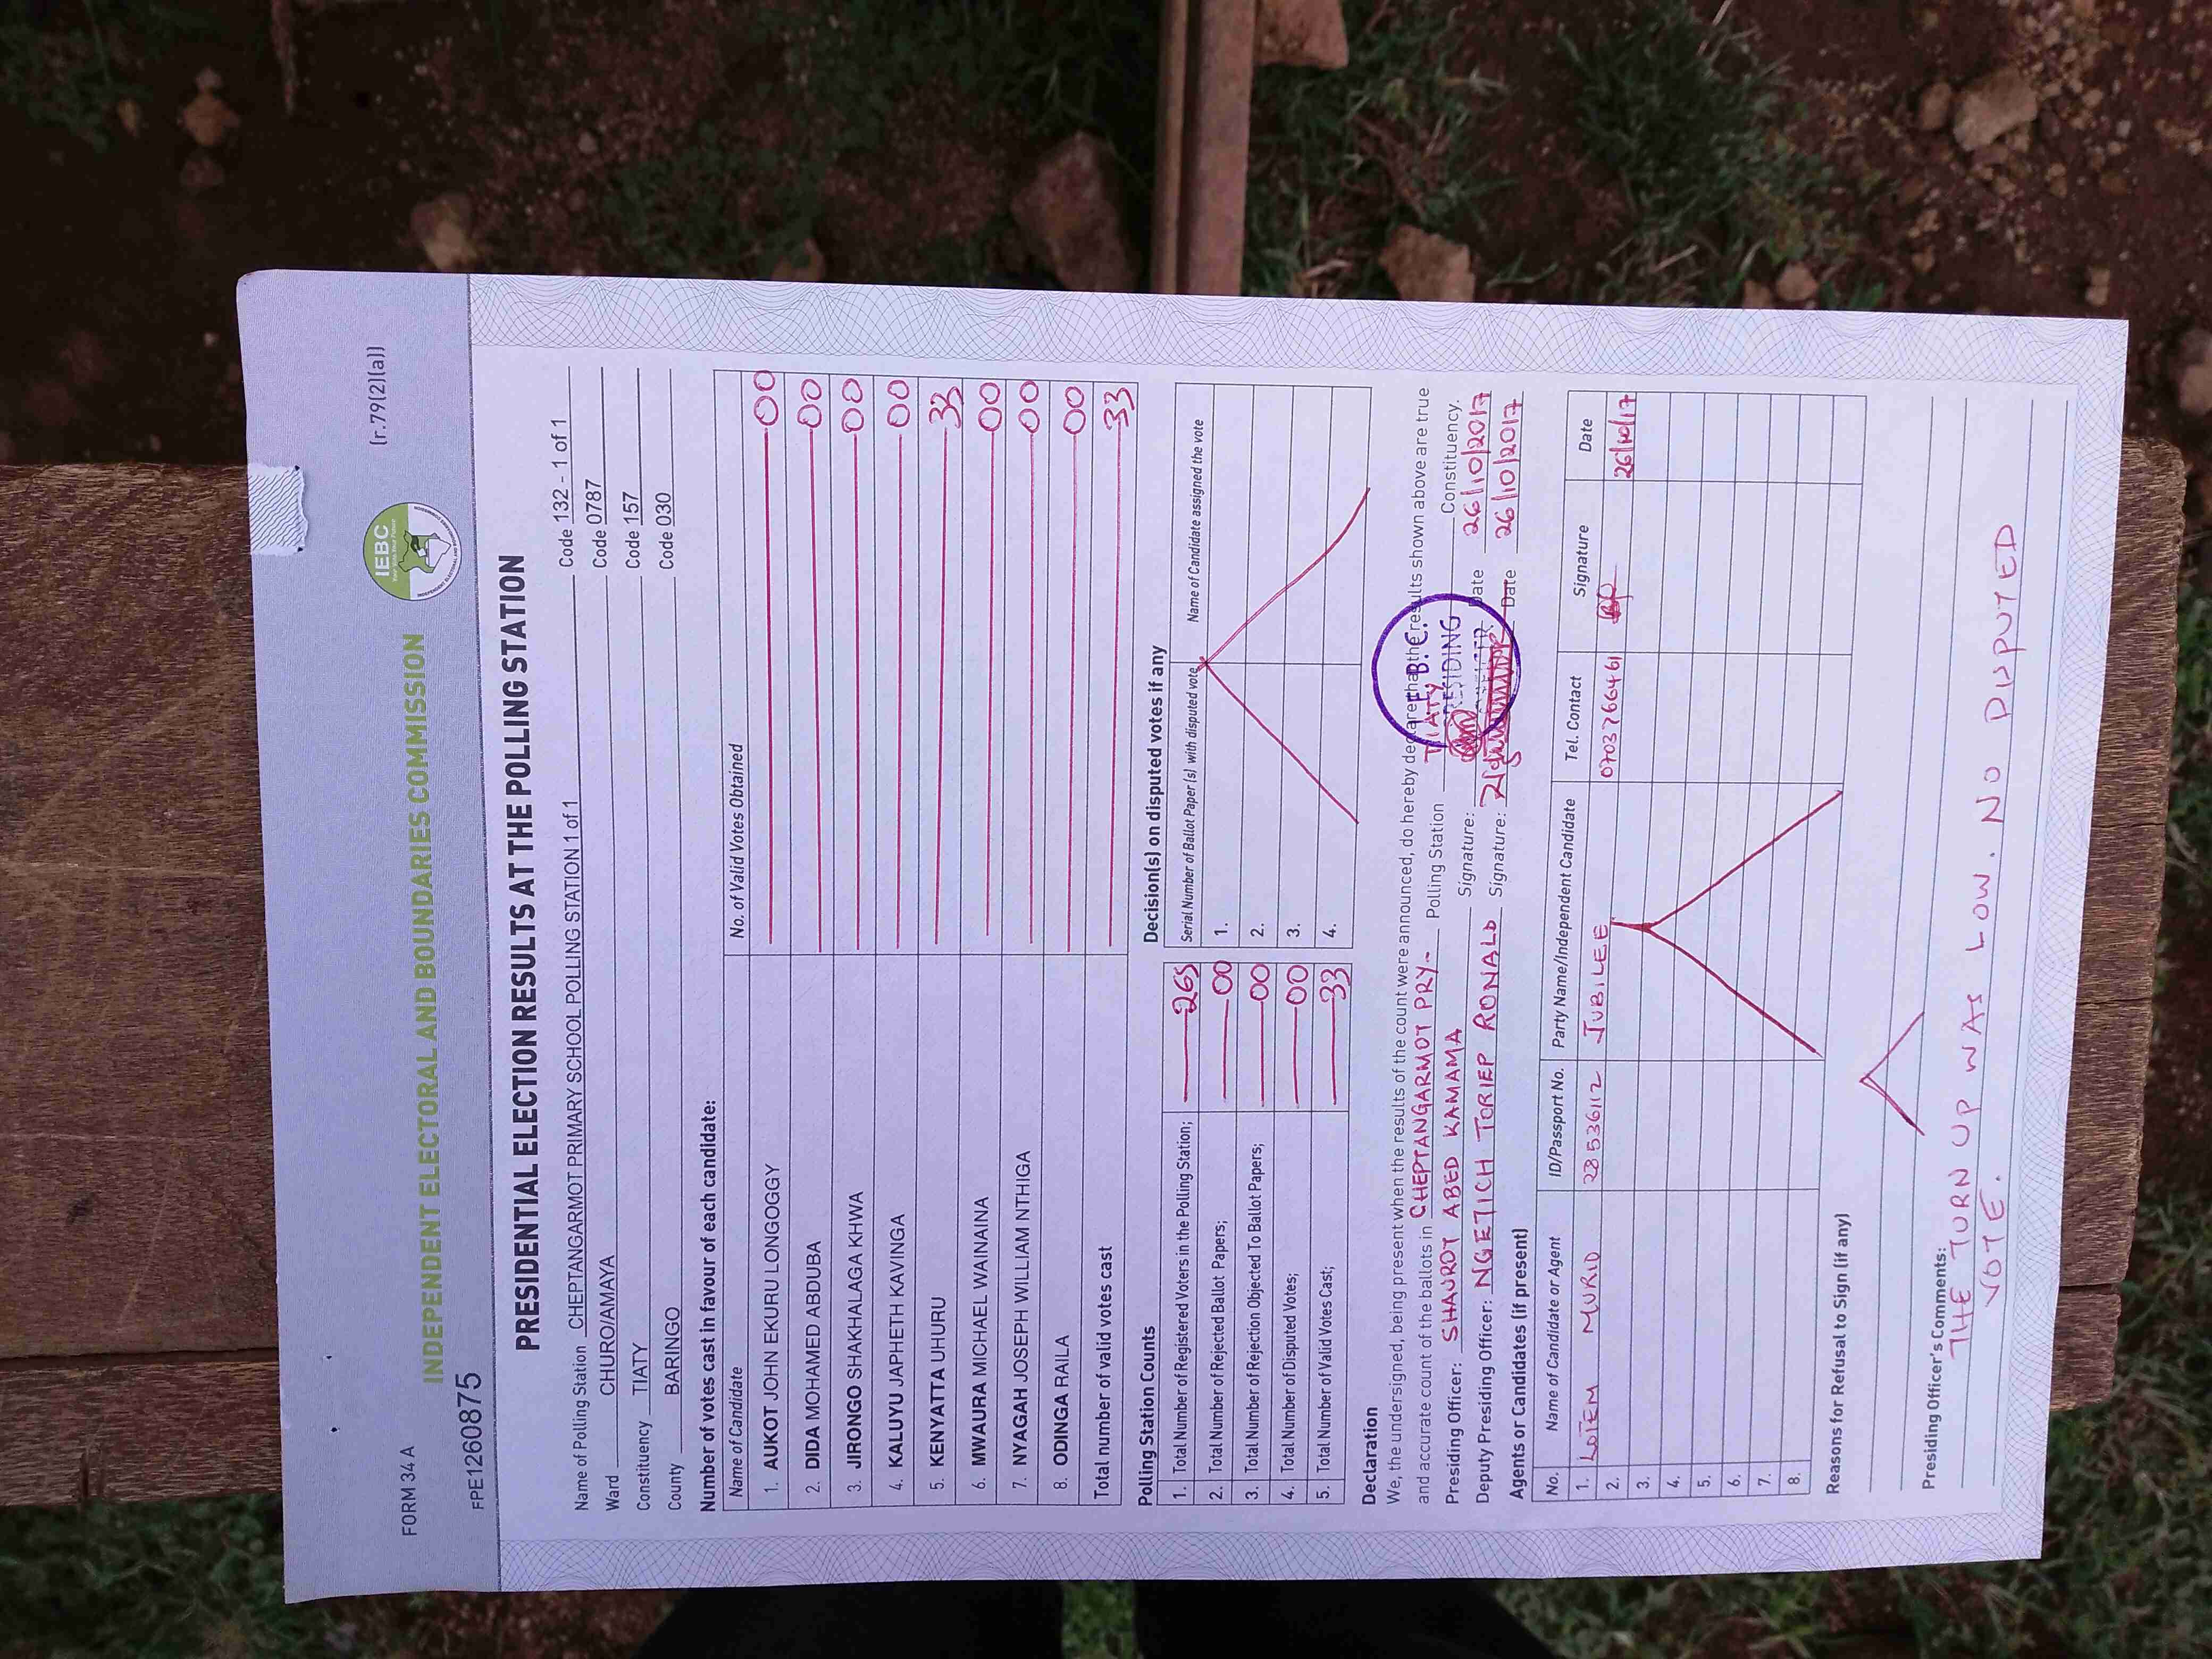 FORM 34 A
(r.79(2)(a))
IEBC
INDEPENDENT ELECTORAL AND BOUNDARIES COMMISSION
FPE1260875
PRESIDENTIAL ELECTION RESULTS AT THE POLLING STATION
Name of Polling Station CHEPTANGARMOT PRIMARY SCHOOL POLLING STATION 1 of 1 Code 132 - 1 of 1
Ward CHURO/AMAYA Code 0787
Constituency TIATY Code 157
County BARINGO Code 030
Number of votes cast in favour of each candidate:
Name of Candidate No. of Valid Votes Obtained
1. AUKOT JOHN EKURU LONGOGGY 00
2. DIDA MOHAMED ABDUBA 00
3. JIRONGO SHAKHALAGA KHWA 00
4. KALUYU JAPHETH KAVINGA 00
5. KENYATTA UHURU 33
6. MWAURA MICHAEL WAINAINA 00
7. NYAGAH JOSEPH WILLIAM NTHIGA 00
8. ODINGA RAILA 00
Total number of valid votes cast 33
Polling Station Counts
1. Total Number of Registered Voters in the Polling Station; 265
2. Total Number of Rejected Ballot Papers; 00
3. Total Number of Rejection Objected To Ballot Papers; 00
4. Total Number of Disputed Votes; 00
5. Total Number of Valid Votes Cast; 33
Decision(s) on disputed votes if any
Serial Number of Ballot Paper (s) with disputed vote Name of Candidate assigned the vote
1.
2.
3.
4.
Declaration
We, the undersigned, being present when the results of the count were announced, do hereby declare that the results shown above are true
and accurate count of the ballots in CHEPTANGARMOT PRY- Polling Station TIATY Constituency.
Presiding Officer: SHAUROT ABED KAMAMA Signature: Date 26/10/2017
Deputy Presiding Officer: NGETICH TORIEP RONALD Signature: Date 26/10/2017
I.E.B.C.
PRESIDING
Agents or Candidates (if present)
No. Name of Candidate or Agent ID/Passport No. Party Name/Independent Candidate Tel. Contact Signature Date
1. LOTEM MURID 28536112 JUBILEE 0703766461 26/10/17
2.
3.
4.
5.
6.
7.
8.
Reasons for Refusal to Sign (if any)
Presiding Officer's Comments:
THE TURN UP WAS LOW. NO DISPUTED
VOTE.